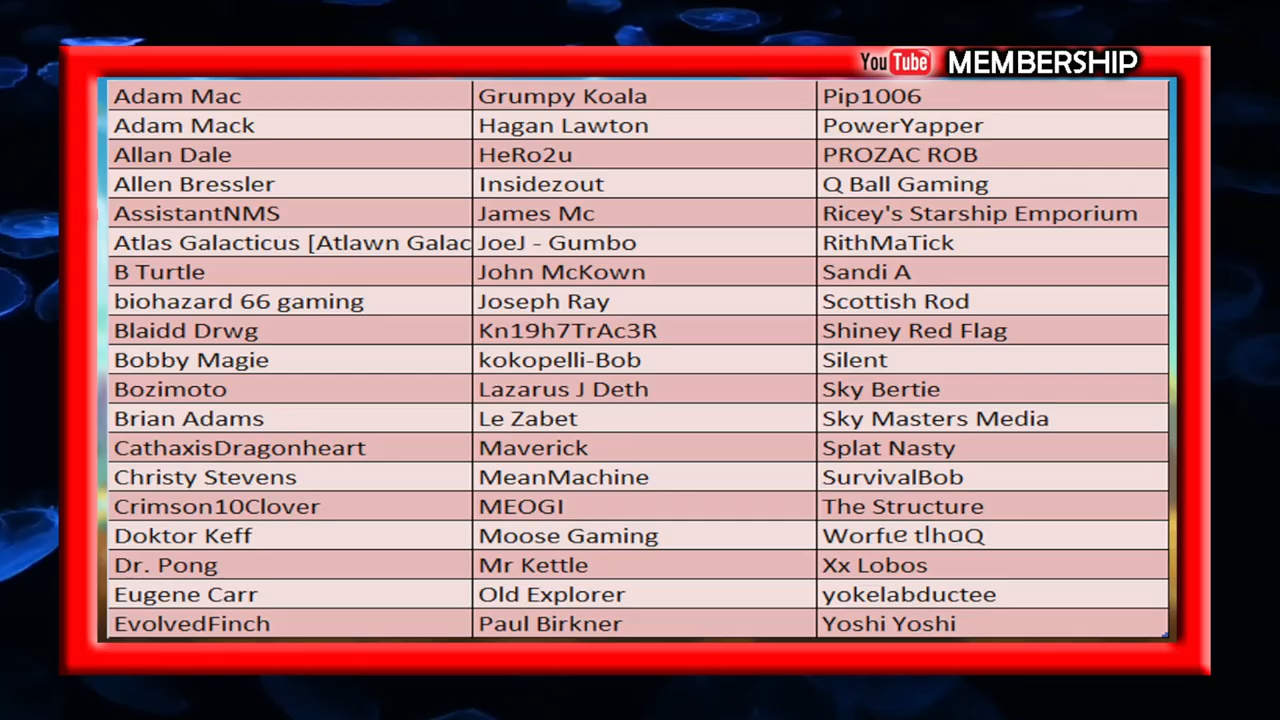 YouTube MEMBERSHIP
Adam Mac Grumpy Koala Pip1006
Adam Mack Hagan Lawton PowerYapper
Allan Dale HeRo2u PROZAC ROB
Allen Bressler Insidezout Q Ball Gaming
AssistantNMS James Mc Ricey's Starship Emporium
Atlas Galacticus [Atlawn Galac JoeJ - Gumbo RithMaTick
B Turtle John McKown Sandi A
biohazard 66 gaming Joseph Ray Scottish Rod
Blaidd Drwg Kn19h7TrAc3R Shiney Red Flag
Bobby Magie kokopelli-Bob Silent
Bozimoto Lazarus J Deth Sky Bertie
Brian Adams Le Zabet Sky Masters Media
CathaxisDragonheart Maverick Splat Nasty
Christy Stevens MeanMachine SurvivalBob
Crimson10Clover MEOGI The Structure
Doktor Keff Moose Gaming Worfιҽ tlhσQ
Dr. Pong Mr Kettle Xx Lobos
Eugene Carr Old Explorer yokelabductee
EvolvedFinch Paul Birkner Yoshi Yoshi